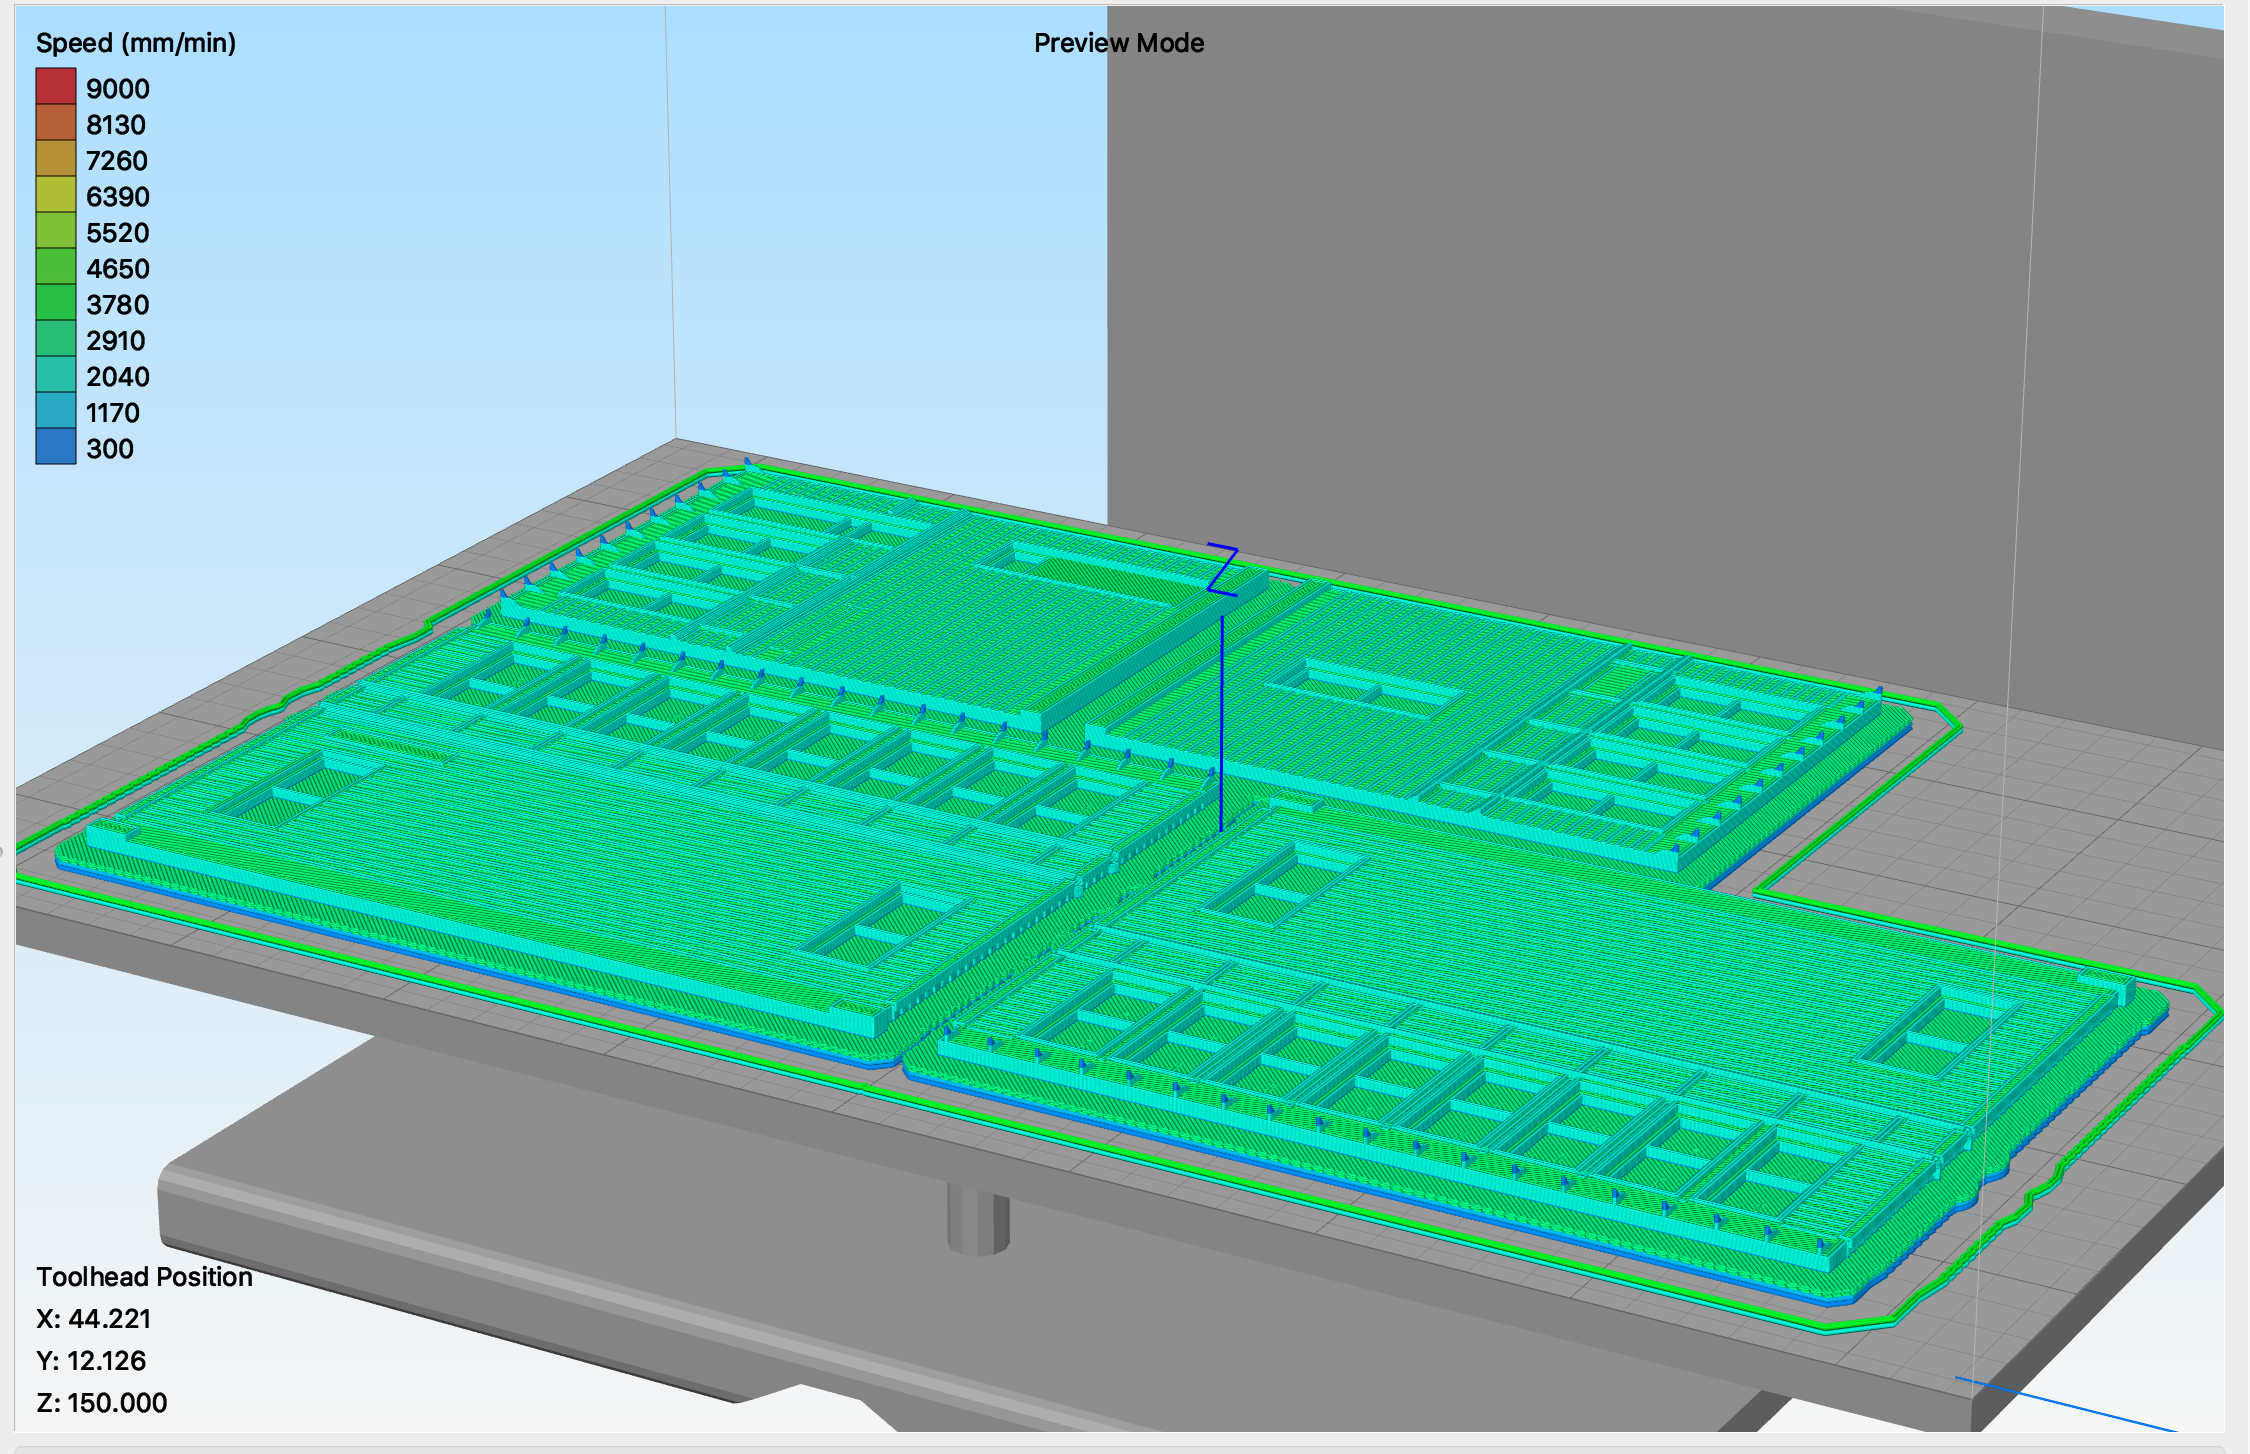 Speed (mm/min)
Preview Mode
9000
8130
7260
6390
5520
4650
3780
2910
2040
1170
300
Z
Toolhead Position
X: 44.221
Y: 12.126
Z: 150.000